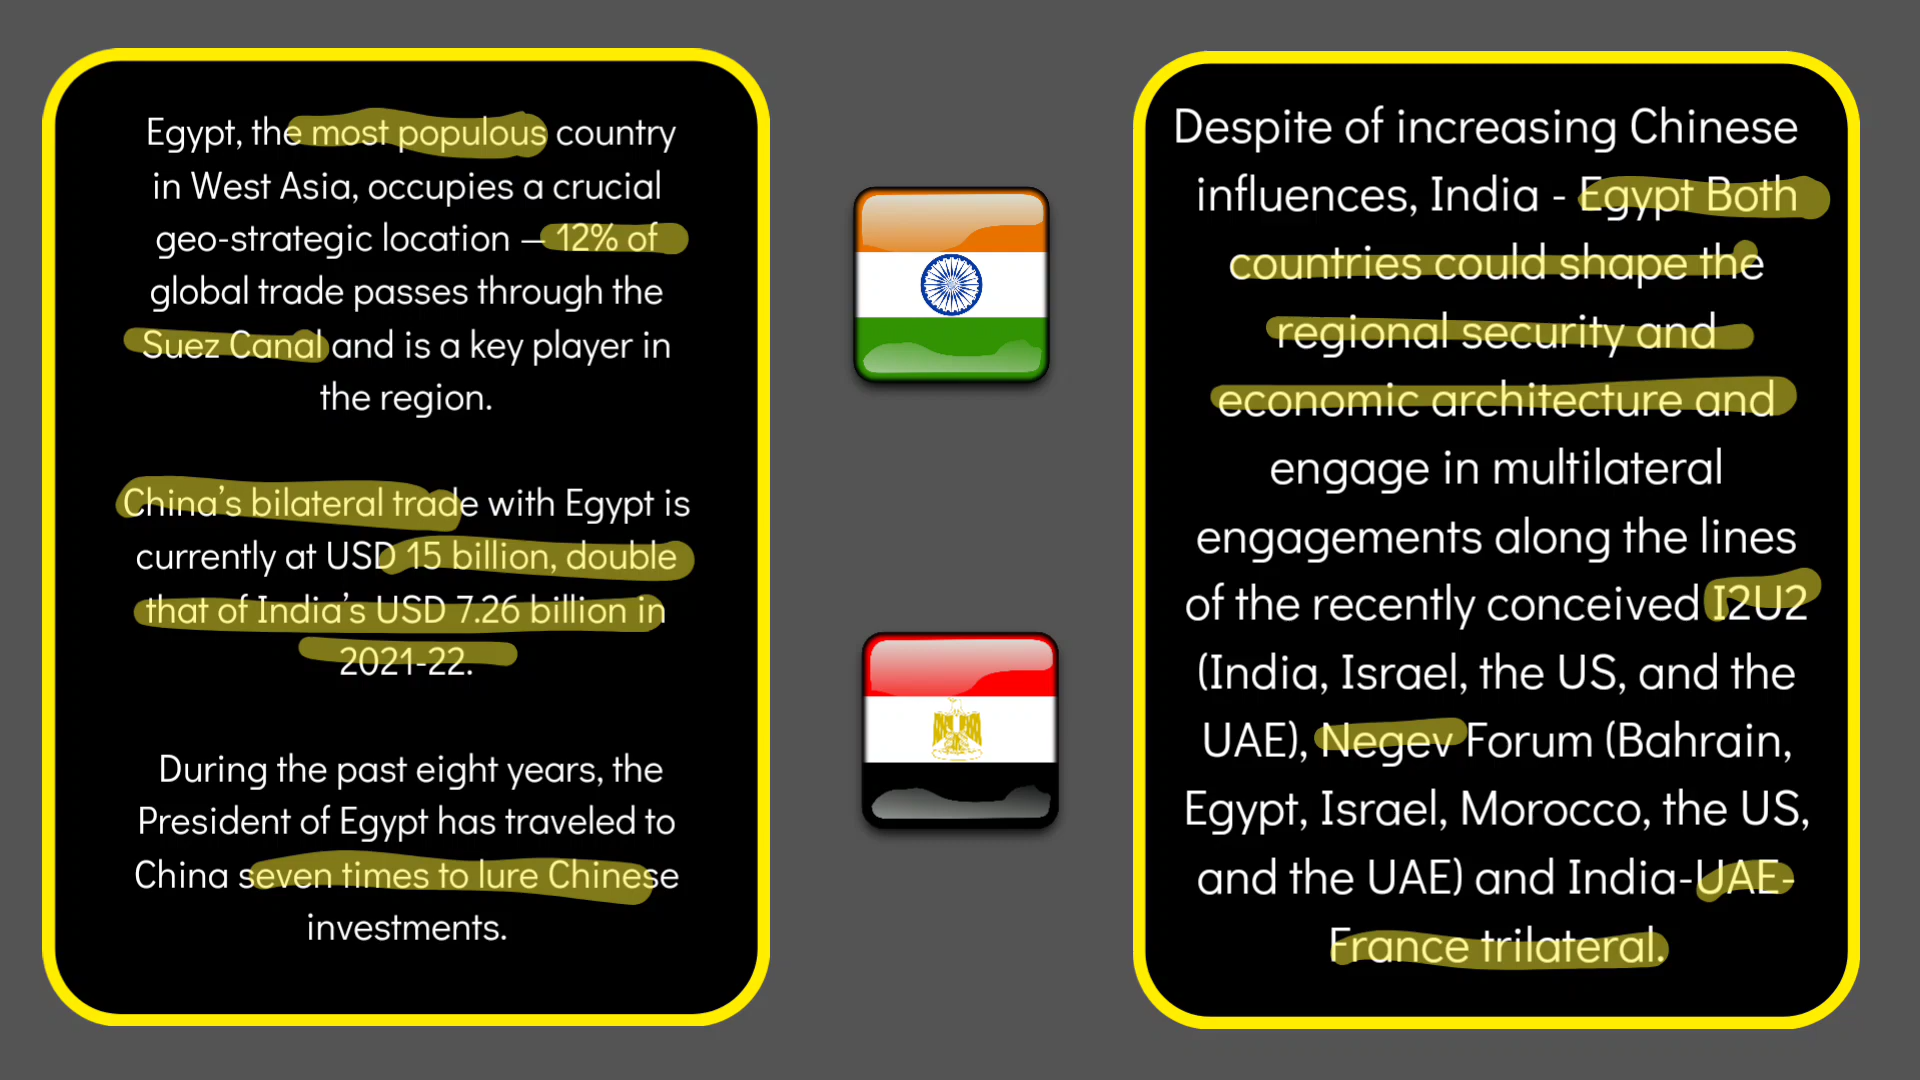 Egypt, the most populous country
in West Asia, occupies a crucial
geo-strategic location — 12% of
global trade passes through the
Suez Canal and is a key player in
the region.
China's bilateral trade with Egypt is
currently at USD 15 billion, double
that of India's USD 7.26 billion in
2021-22.
During the past eight years, the
President of Egypt has traveled to
China seven times to lure Chinese
investments.
Despite of increasing Chinese
influences, India - Egypt Both
countries could shape the
regional security and
economic architecture and
engage in multilateral
engagements along the lines
of the recently conceived I2U2
(India, Israel, the US, and the
UAE), Negev Forum (Bahrain,
Egypt, Israel, Morocco, the US,
and the UAE) and India-UAE-
France trilateral.